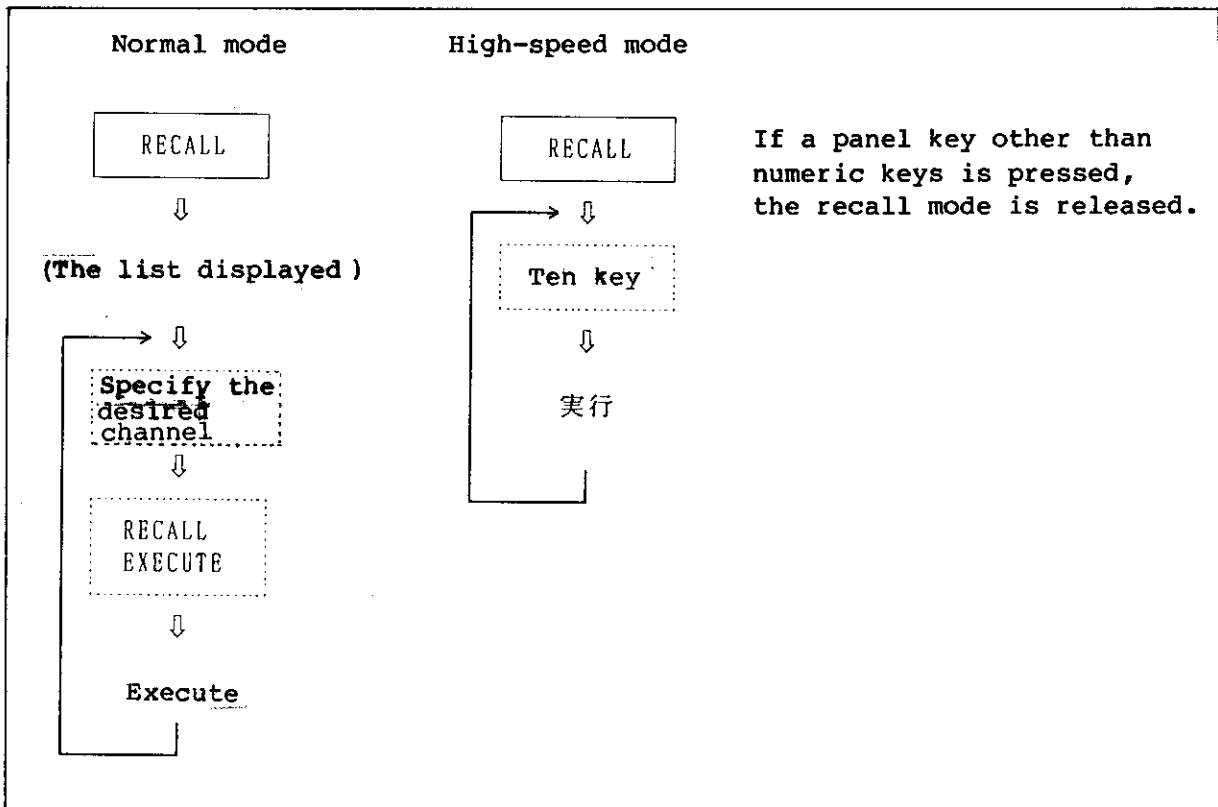 Normal mode
RECALL
(The list displayed )
Specify the
desired
channel
RECALL
EXECUTE
Execute
High-speed mode
RECALL
Ten key
実行
If a panel key other than
numeric keys is pressed,
the recall mode is released.